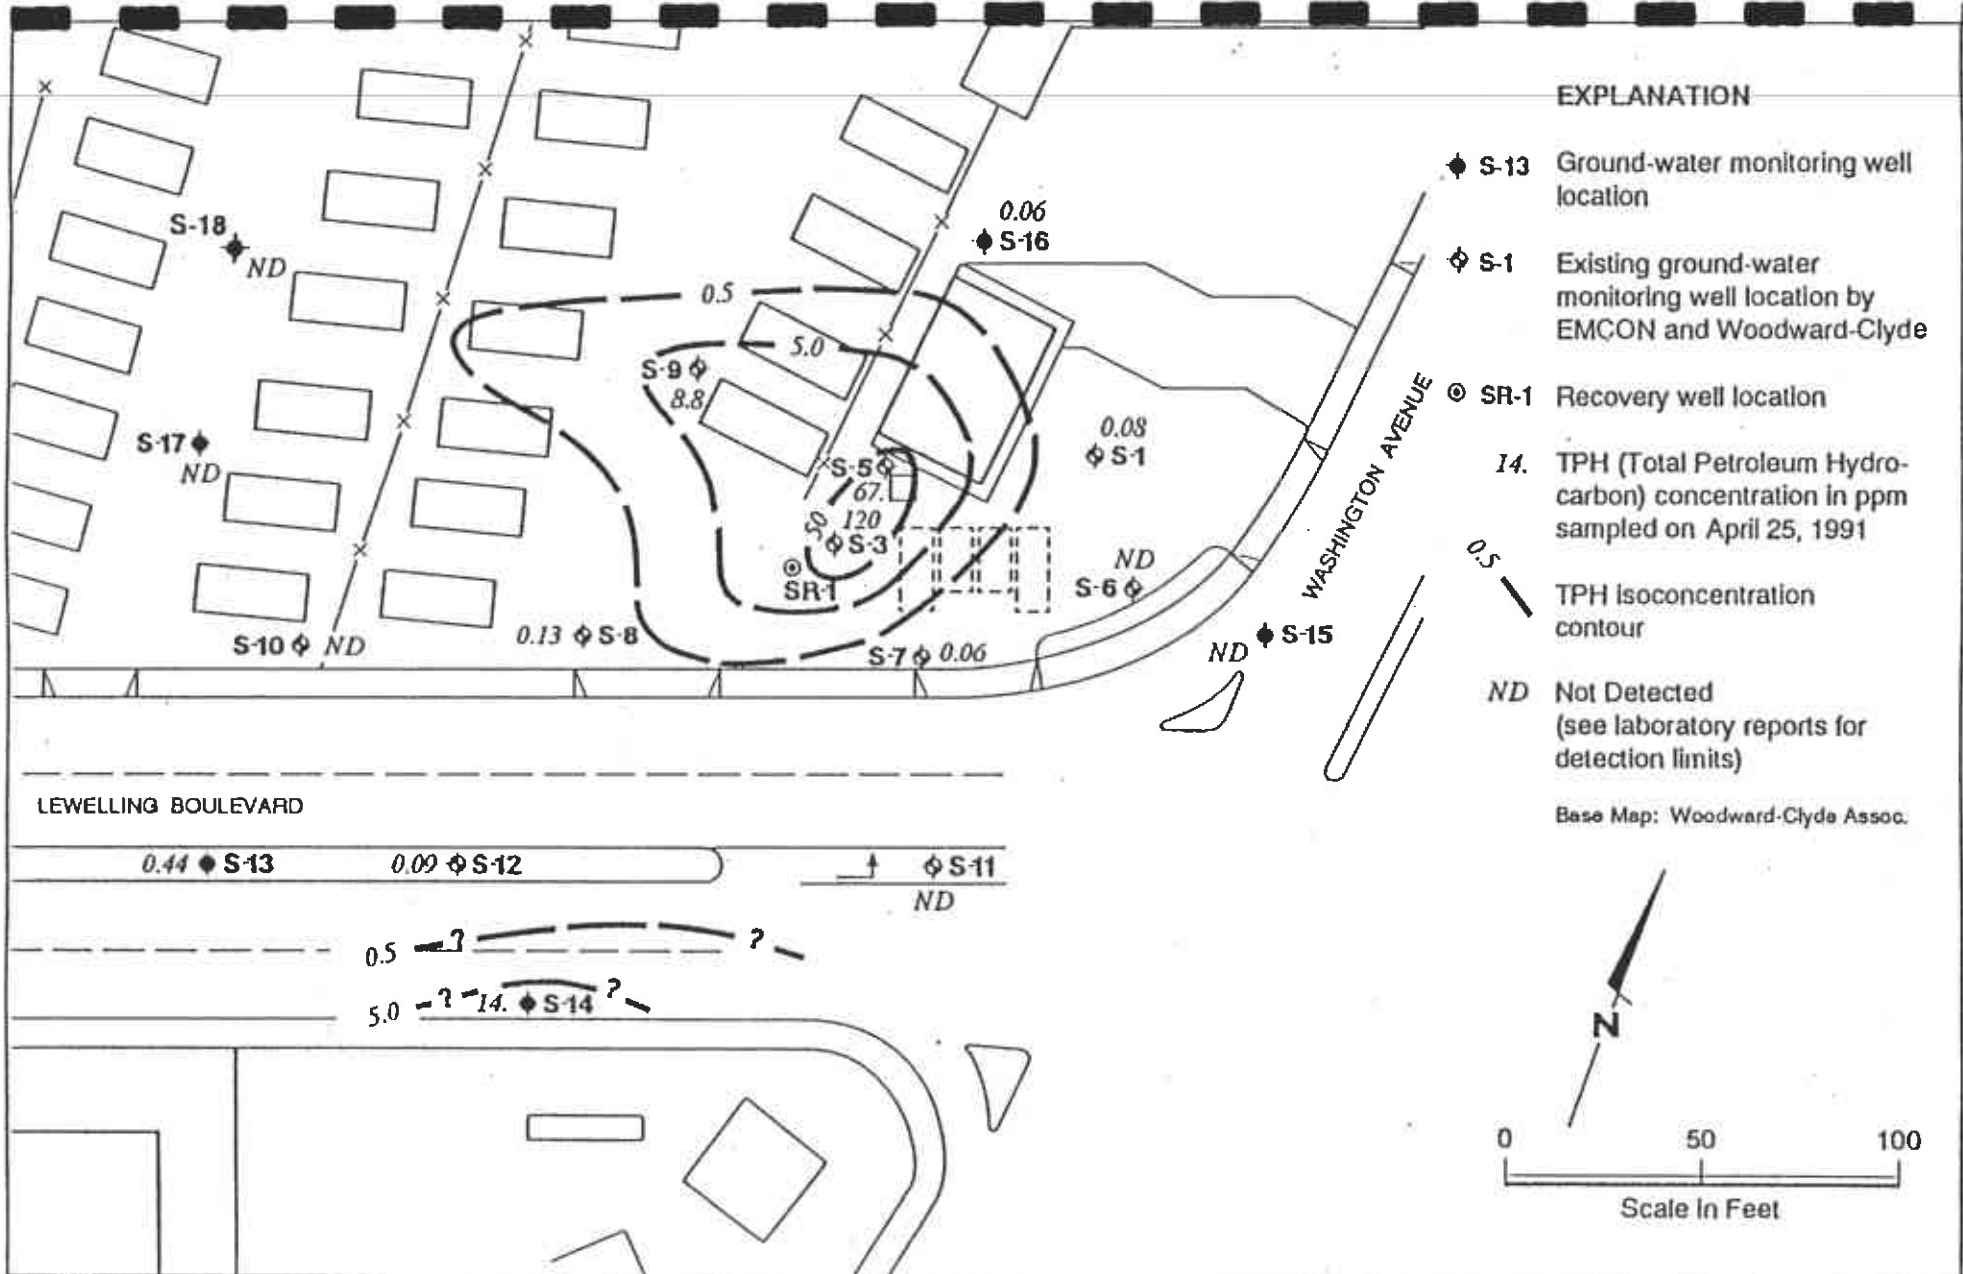 EXPLANATION
S-13 Ground-water monitoring well
location
S-1 Existing ground-water
monitoring well location by
EMCON and Woodward-Clyde
SR-1 Recovery well location
14. TPH (Total Petroleum Hydro-
carbon) concentration in ppm
sampled on April 25, 1991
0.5
TPH isoconcentration
contour
ND Not Detected
(see laboratory reports for
detection limits)
Base Map: Woodward-Clyde Assoc.
S-18
ND
0.06
S-16
0.5
5.0
S-9
8.8
S-17
ND
0.08
S-1
S-5
67.
50
120
S-3
SR-1
ND
S-6
WASHINGTON AVENUE
S-10 ND
0.13 S-8
S-7 0.06
S-15
ND
LEWELLING BOULEVARD
0.44 S-13
0.09 S-12
S-11
ND
0.5 ? ?
5.0 ? 14. S-14 ?
N
0 50 100
Scale In Feet